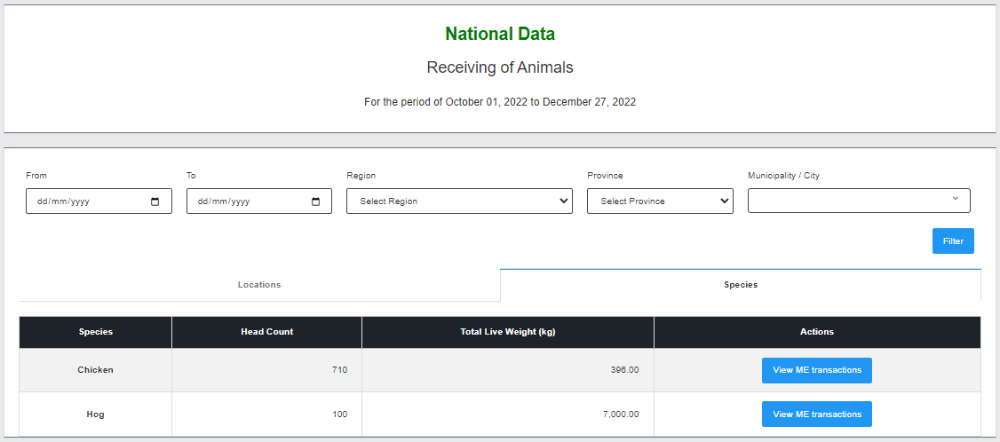 National Data
Receiving of Animals
For the period of October 01, 2022 to December 27, 2022
From To Region Province Municipality / City
dd/mm/yyyy dd/mm/yyyy Select Region Select Province
Filter
Locations Species
Species Head Count Total Live Weight (kg) Actions
Chicken 710 396.00 View ME transactions
Hog 100 7,000.00 View ME transactions